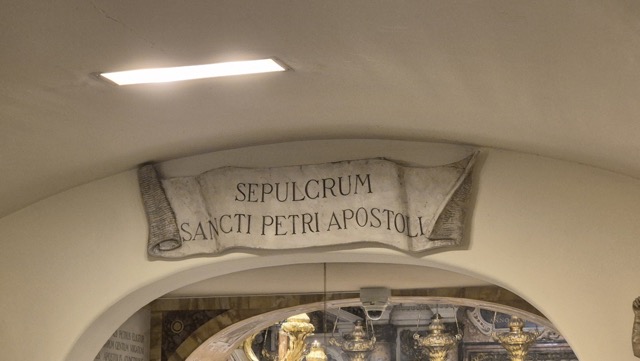 SEPULCRUM
SANCTI PETRI APOSTOLI